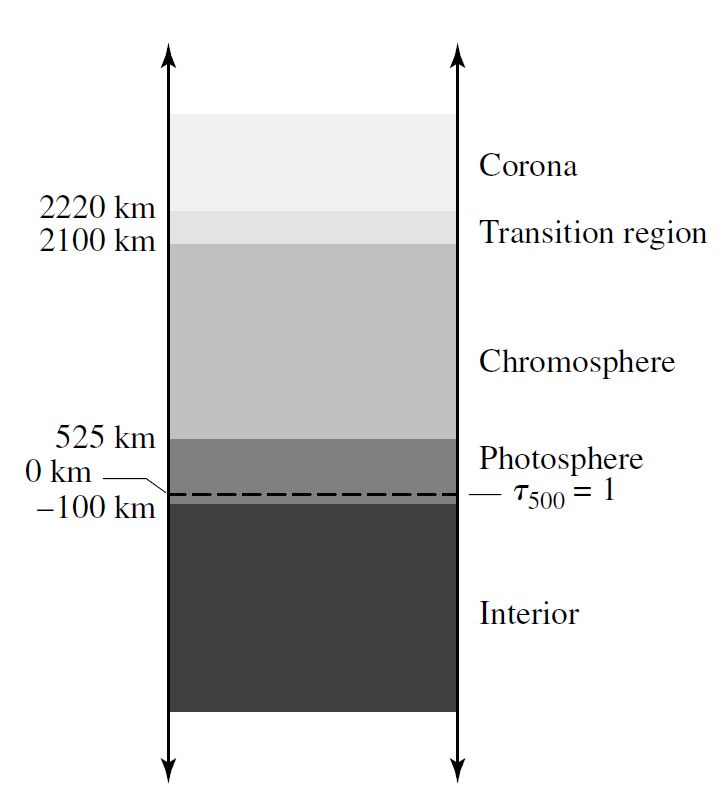 Corona
2220 km
Transition region
2100 km
Chromosphere
525 km
Photosphere
0 km
τ500 = 1
–100 km
Interior